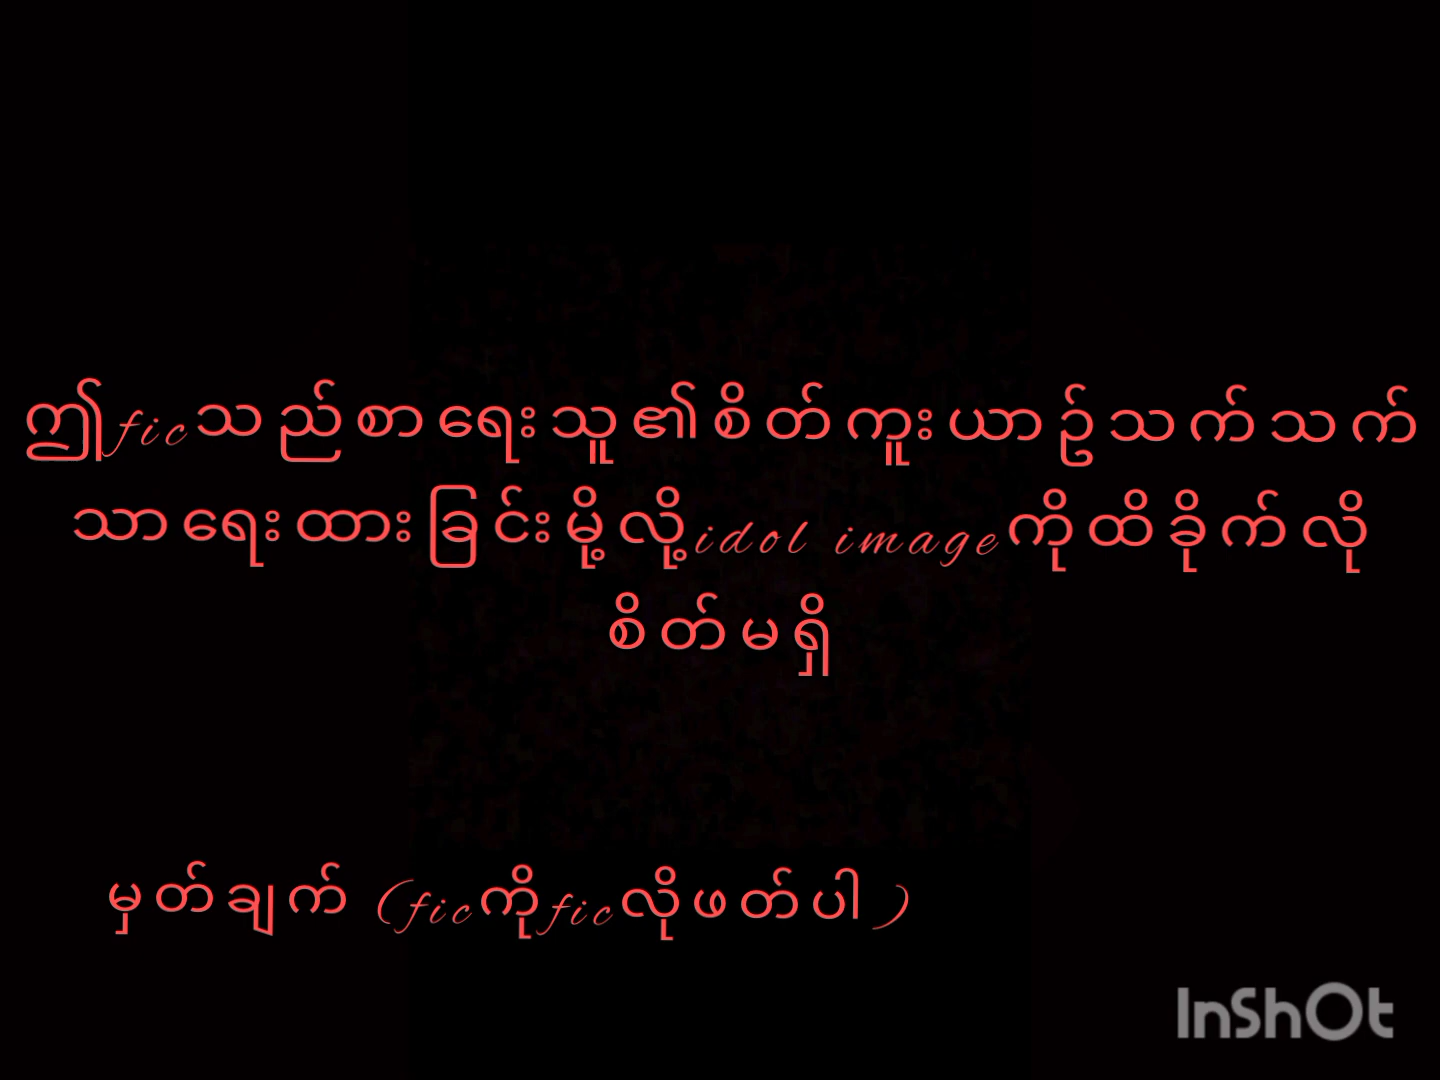 ဤficသည်စာရေးသူ၏စိတ်ကူးယာဥ်သက်သက်
သာရေးထားခြင်းမို့လို့idol imageကိုထိခိုက်လို
စိတ်မရှိ
မှတ်ချက် (ficကိုficလိုဖတ်ပါ )
InShOt